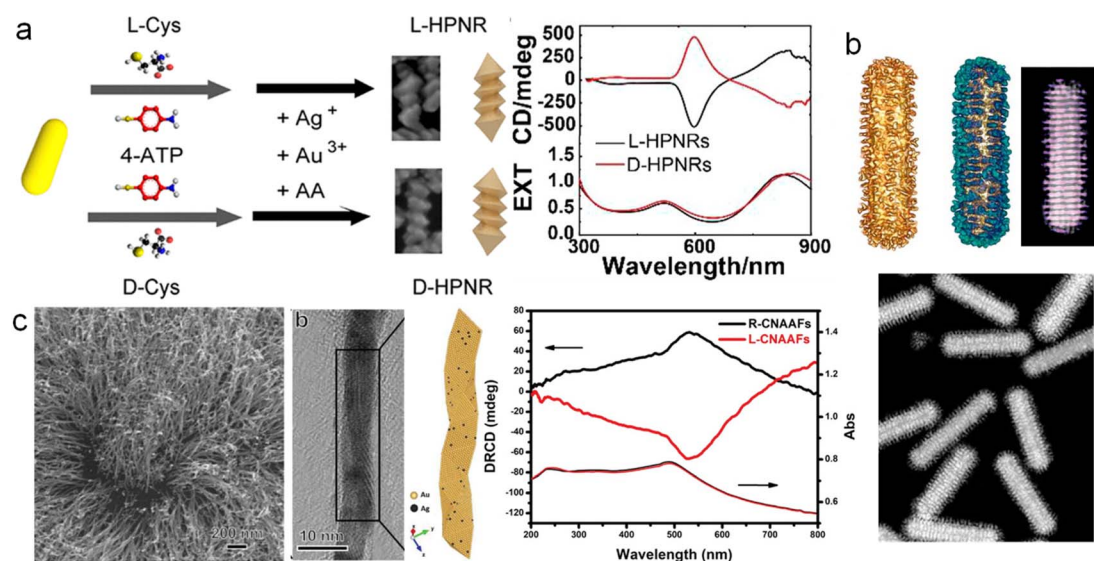 a
L-Cys
L-HPNR
4-ATP
+ Ag +
+ Au 3+
+ AA
D-Cys
D-HPNR
CD/mdeg
500
250
0
-250
-500
L-HPNRs
D-HPNRs
EXT
1.5
1.0
0.5
0.0
300 600 900
Wavelength/nm
b
c
200 nm
b
10 nm
Au
Ag
z
y
x
DRCD (mdeg)
80
60
40
20
0
-20
-40
-60
-80
-100
-120
R-CNAAFs
L-CNAAFs
1.4
1.2
1.0
0.8
0.6
Abs
200 300 400 500 600 700 800
Wavelength (nm)